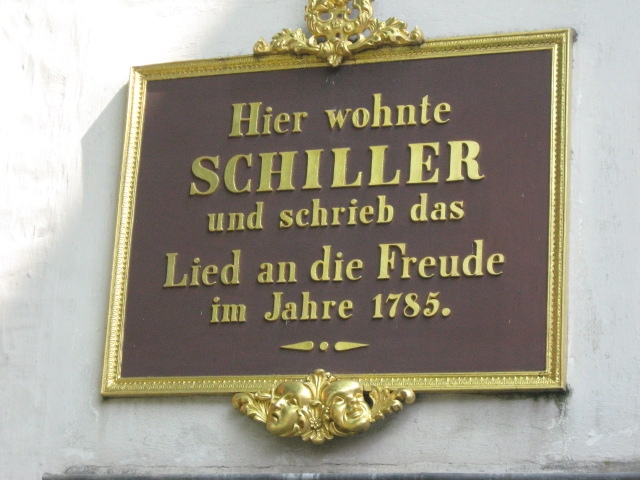 Hier wohnte
SCHILLER
und schrieb das
Lied an die Freude
im Jahre 1785.